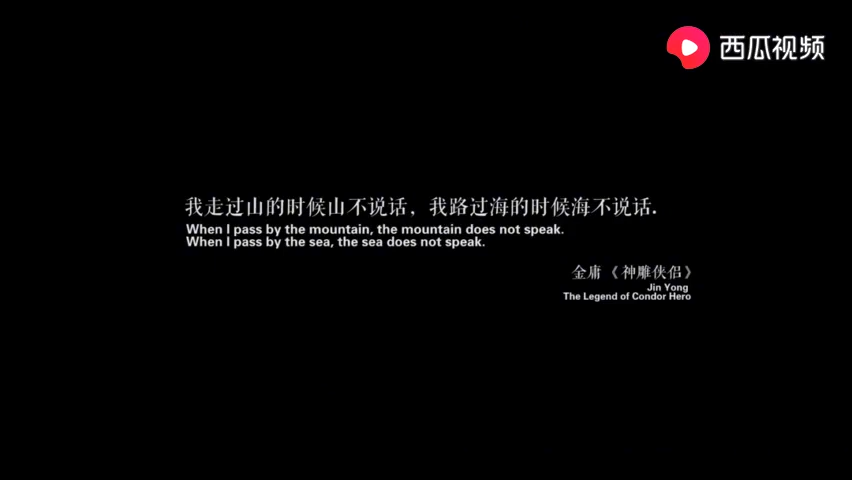 西瓜视频
我走过山的时候山不说话，我路过海的时候海不说话.
When I pass by the mountain, the mountain does not speak.
When I pass by the sea, the sea does not speak.
金庸《神雕侠侣》
Jin Yong
The Legend of Condor Hero